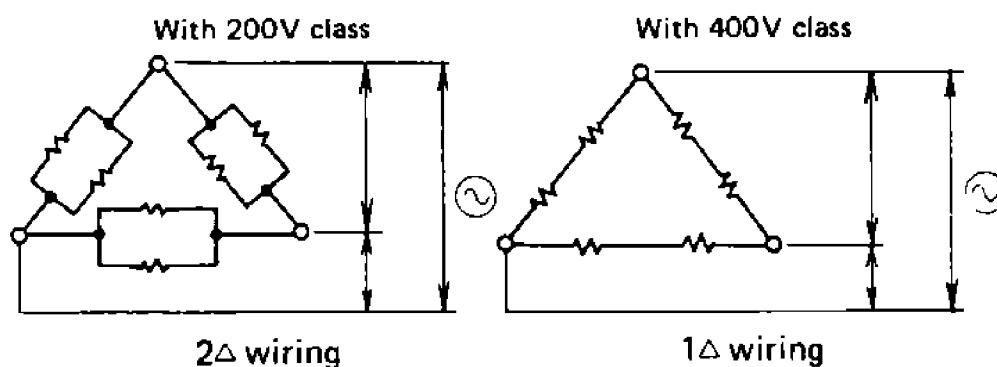 With 200V class
With 400V class
2△ wiring
1△ wiring